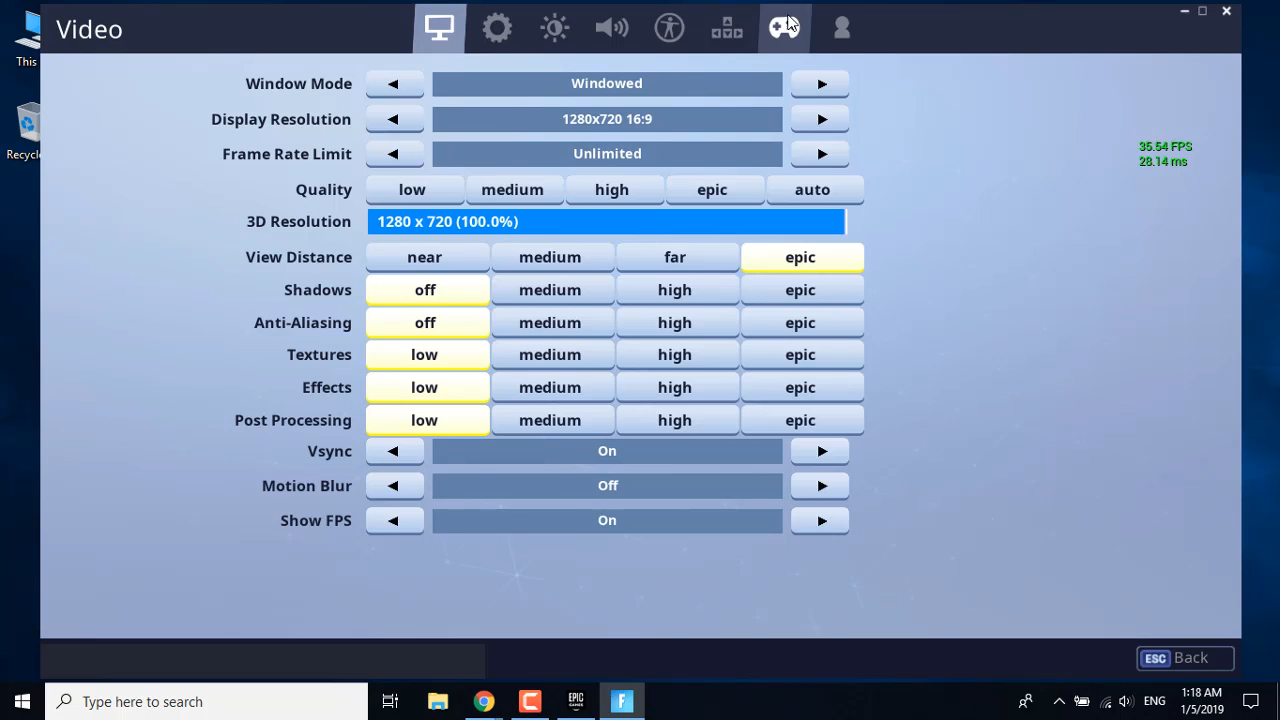 Video
This
Recycle
Window Mode ◄ Windowed ►
Display Resolution ◄ 1280x720 16:9 ►
Frame Rate Limit ◄ Unlimited ►
35.54 FPS
28.14 ms
Quality low medium high epic auto
3D Resolution 1280 x 720 (100.0%)
View Distance near medium far epic
Shadows off medium high epic
Anti-Aliasing off medium high epic
Textures low medium high epic
Effects low medium high epic
Post Processing low medium high epic
Vsync ◄ On ►
Motion Blur ◄ Off ►
Show FPS ◄ On ►
ESC Back
Type here to search
EPIC GAMES
F
ENG
1:18 AM
1/5/2019